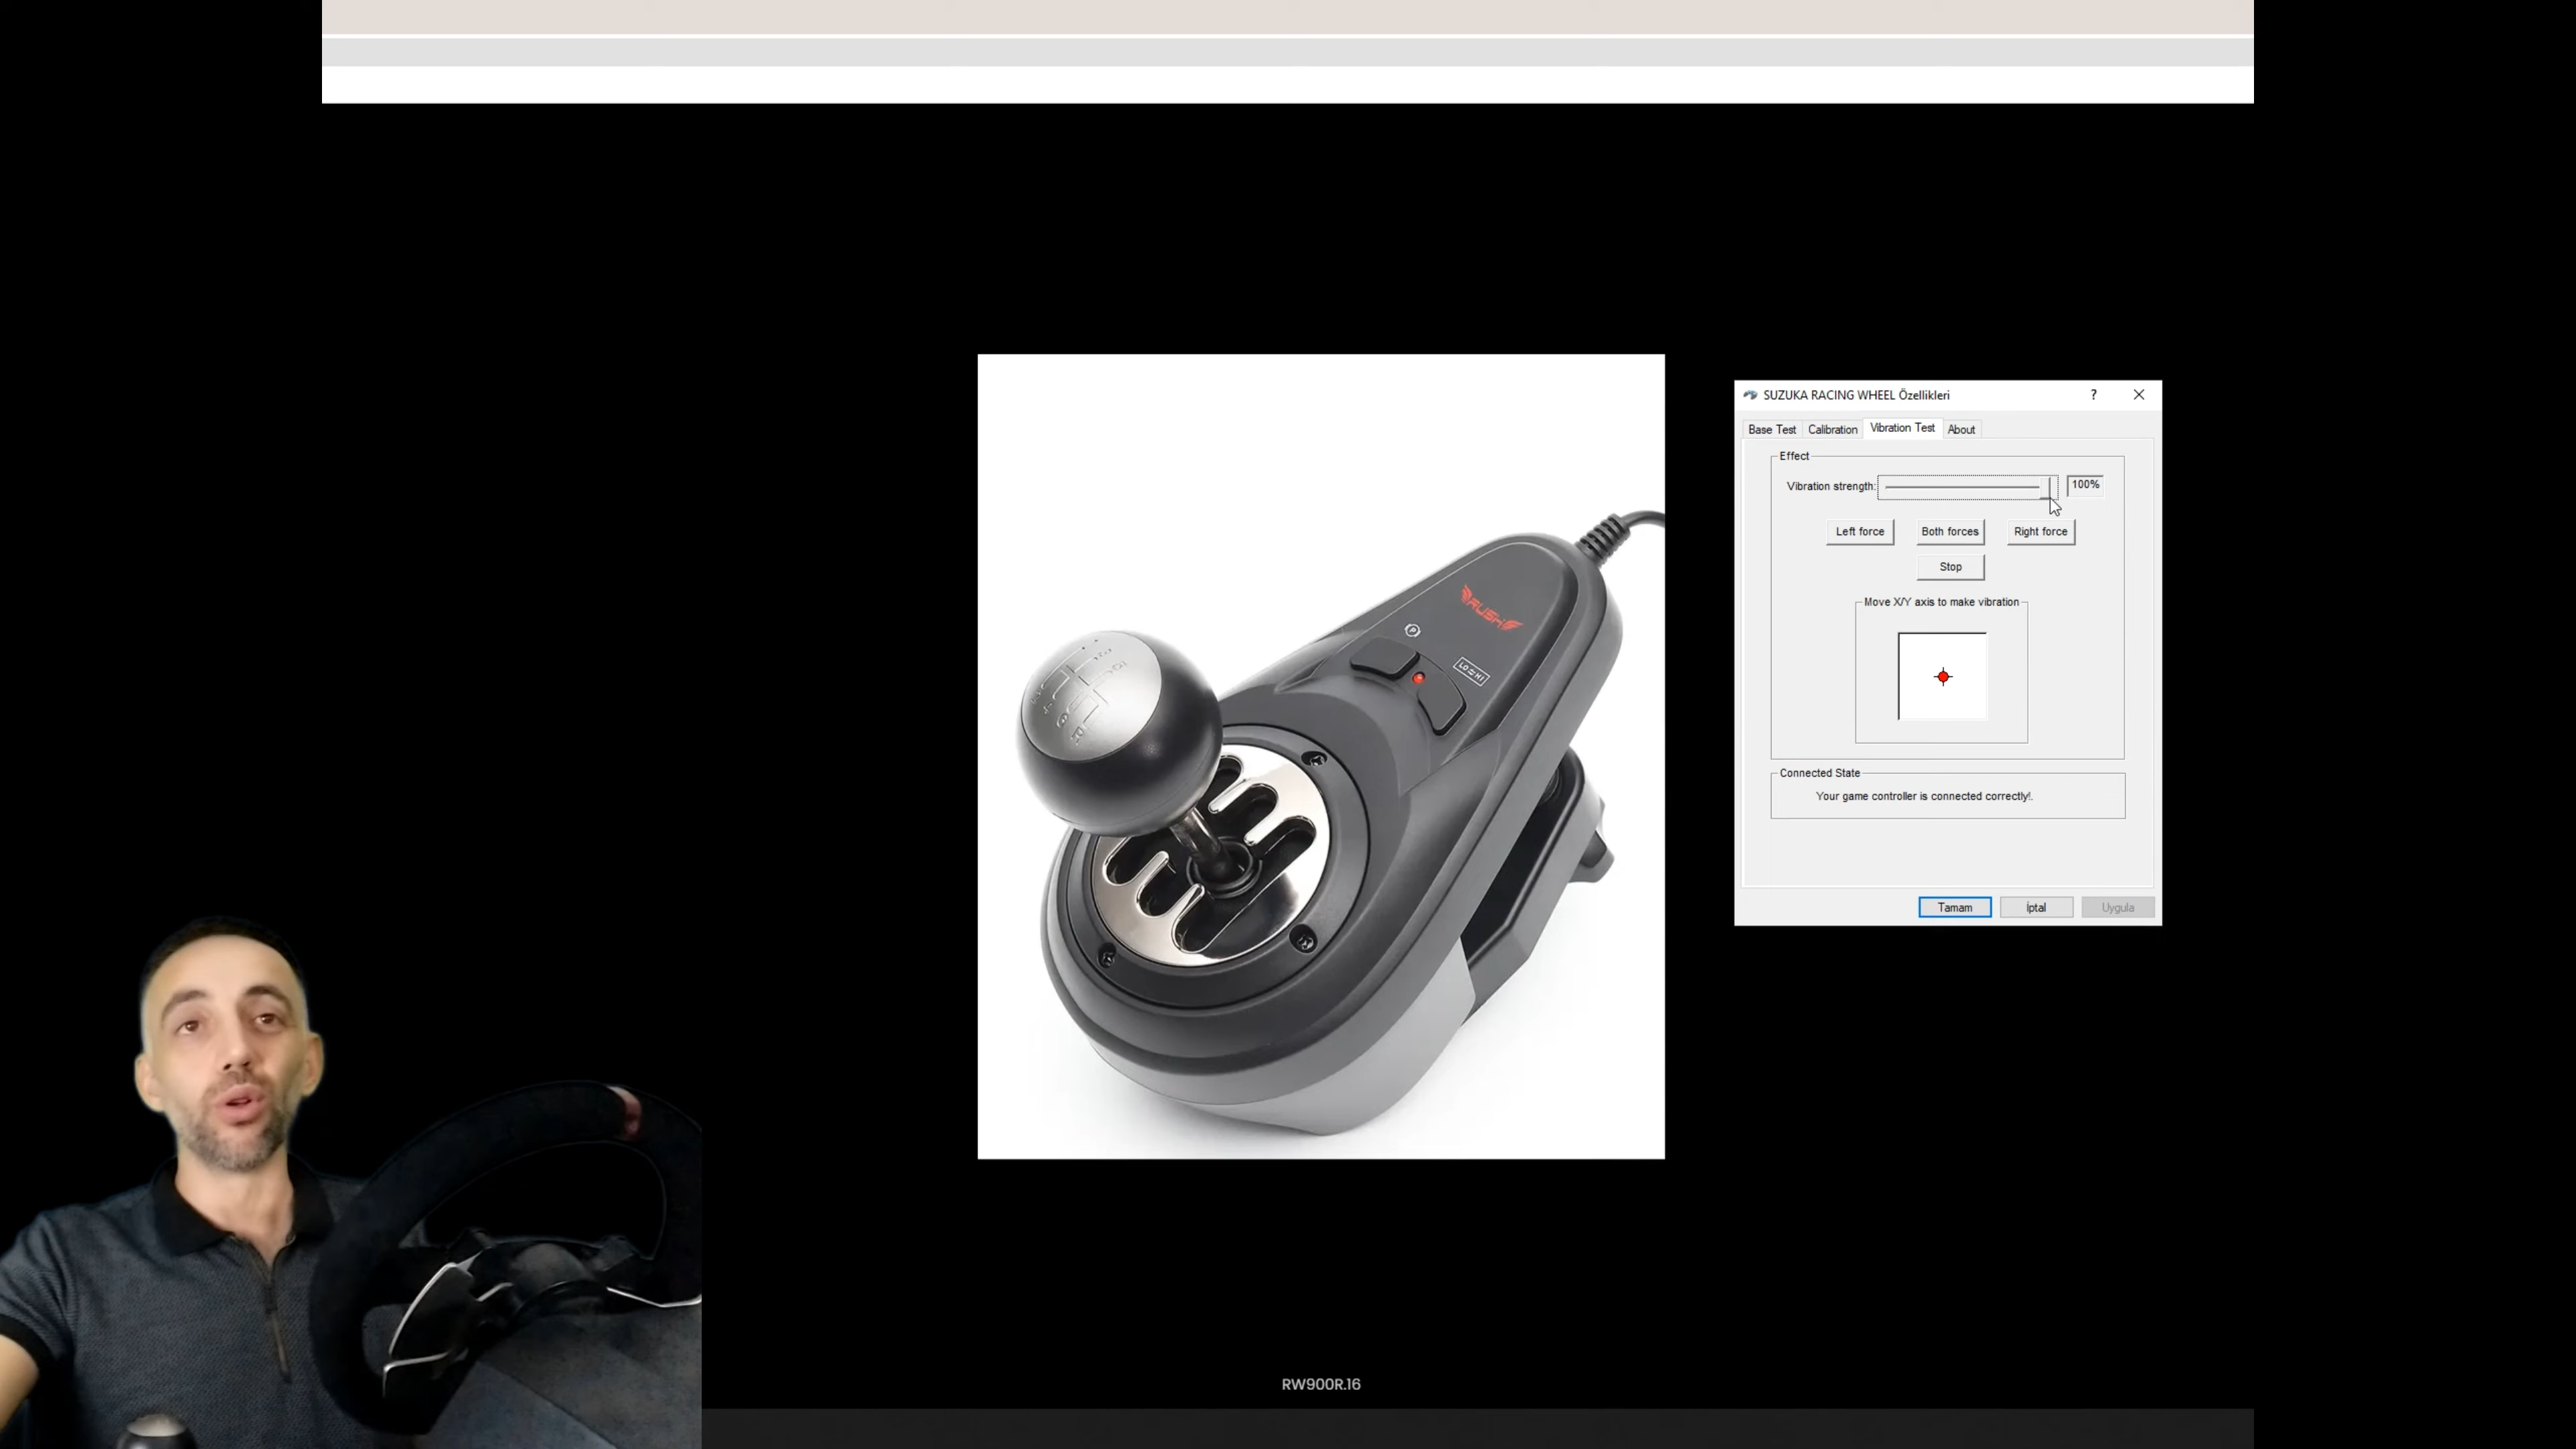 SUZUKA RACING WHEEL Özellikleri
Base Test
Calibration
Vibration Test
About
Effect
Vibration strength:
100%
Left force
Both forces
Right force
Stop
Move X/Y axis to make vibration
Connected State
Your game controller is connected correctly!.
Tamam
İptal
Uygula
RUSH
P
LO HI
RW900R.16